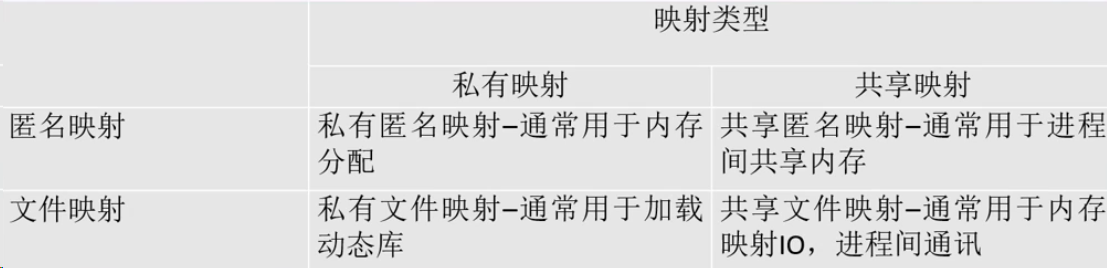 映射类型
私有映射
共享映射
匿名映射
私有匿名映射–通常用于内存
分配
共享匿名映射–通常用于进程
间共享内存
文件映射
私有文件映射–通常用于加载
动态库
共享文件映射–通常用于内存
映射IO，进程间通讯